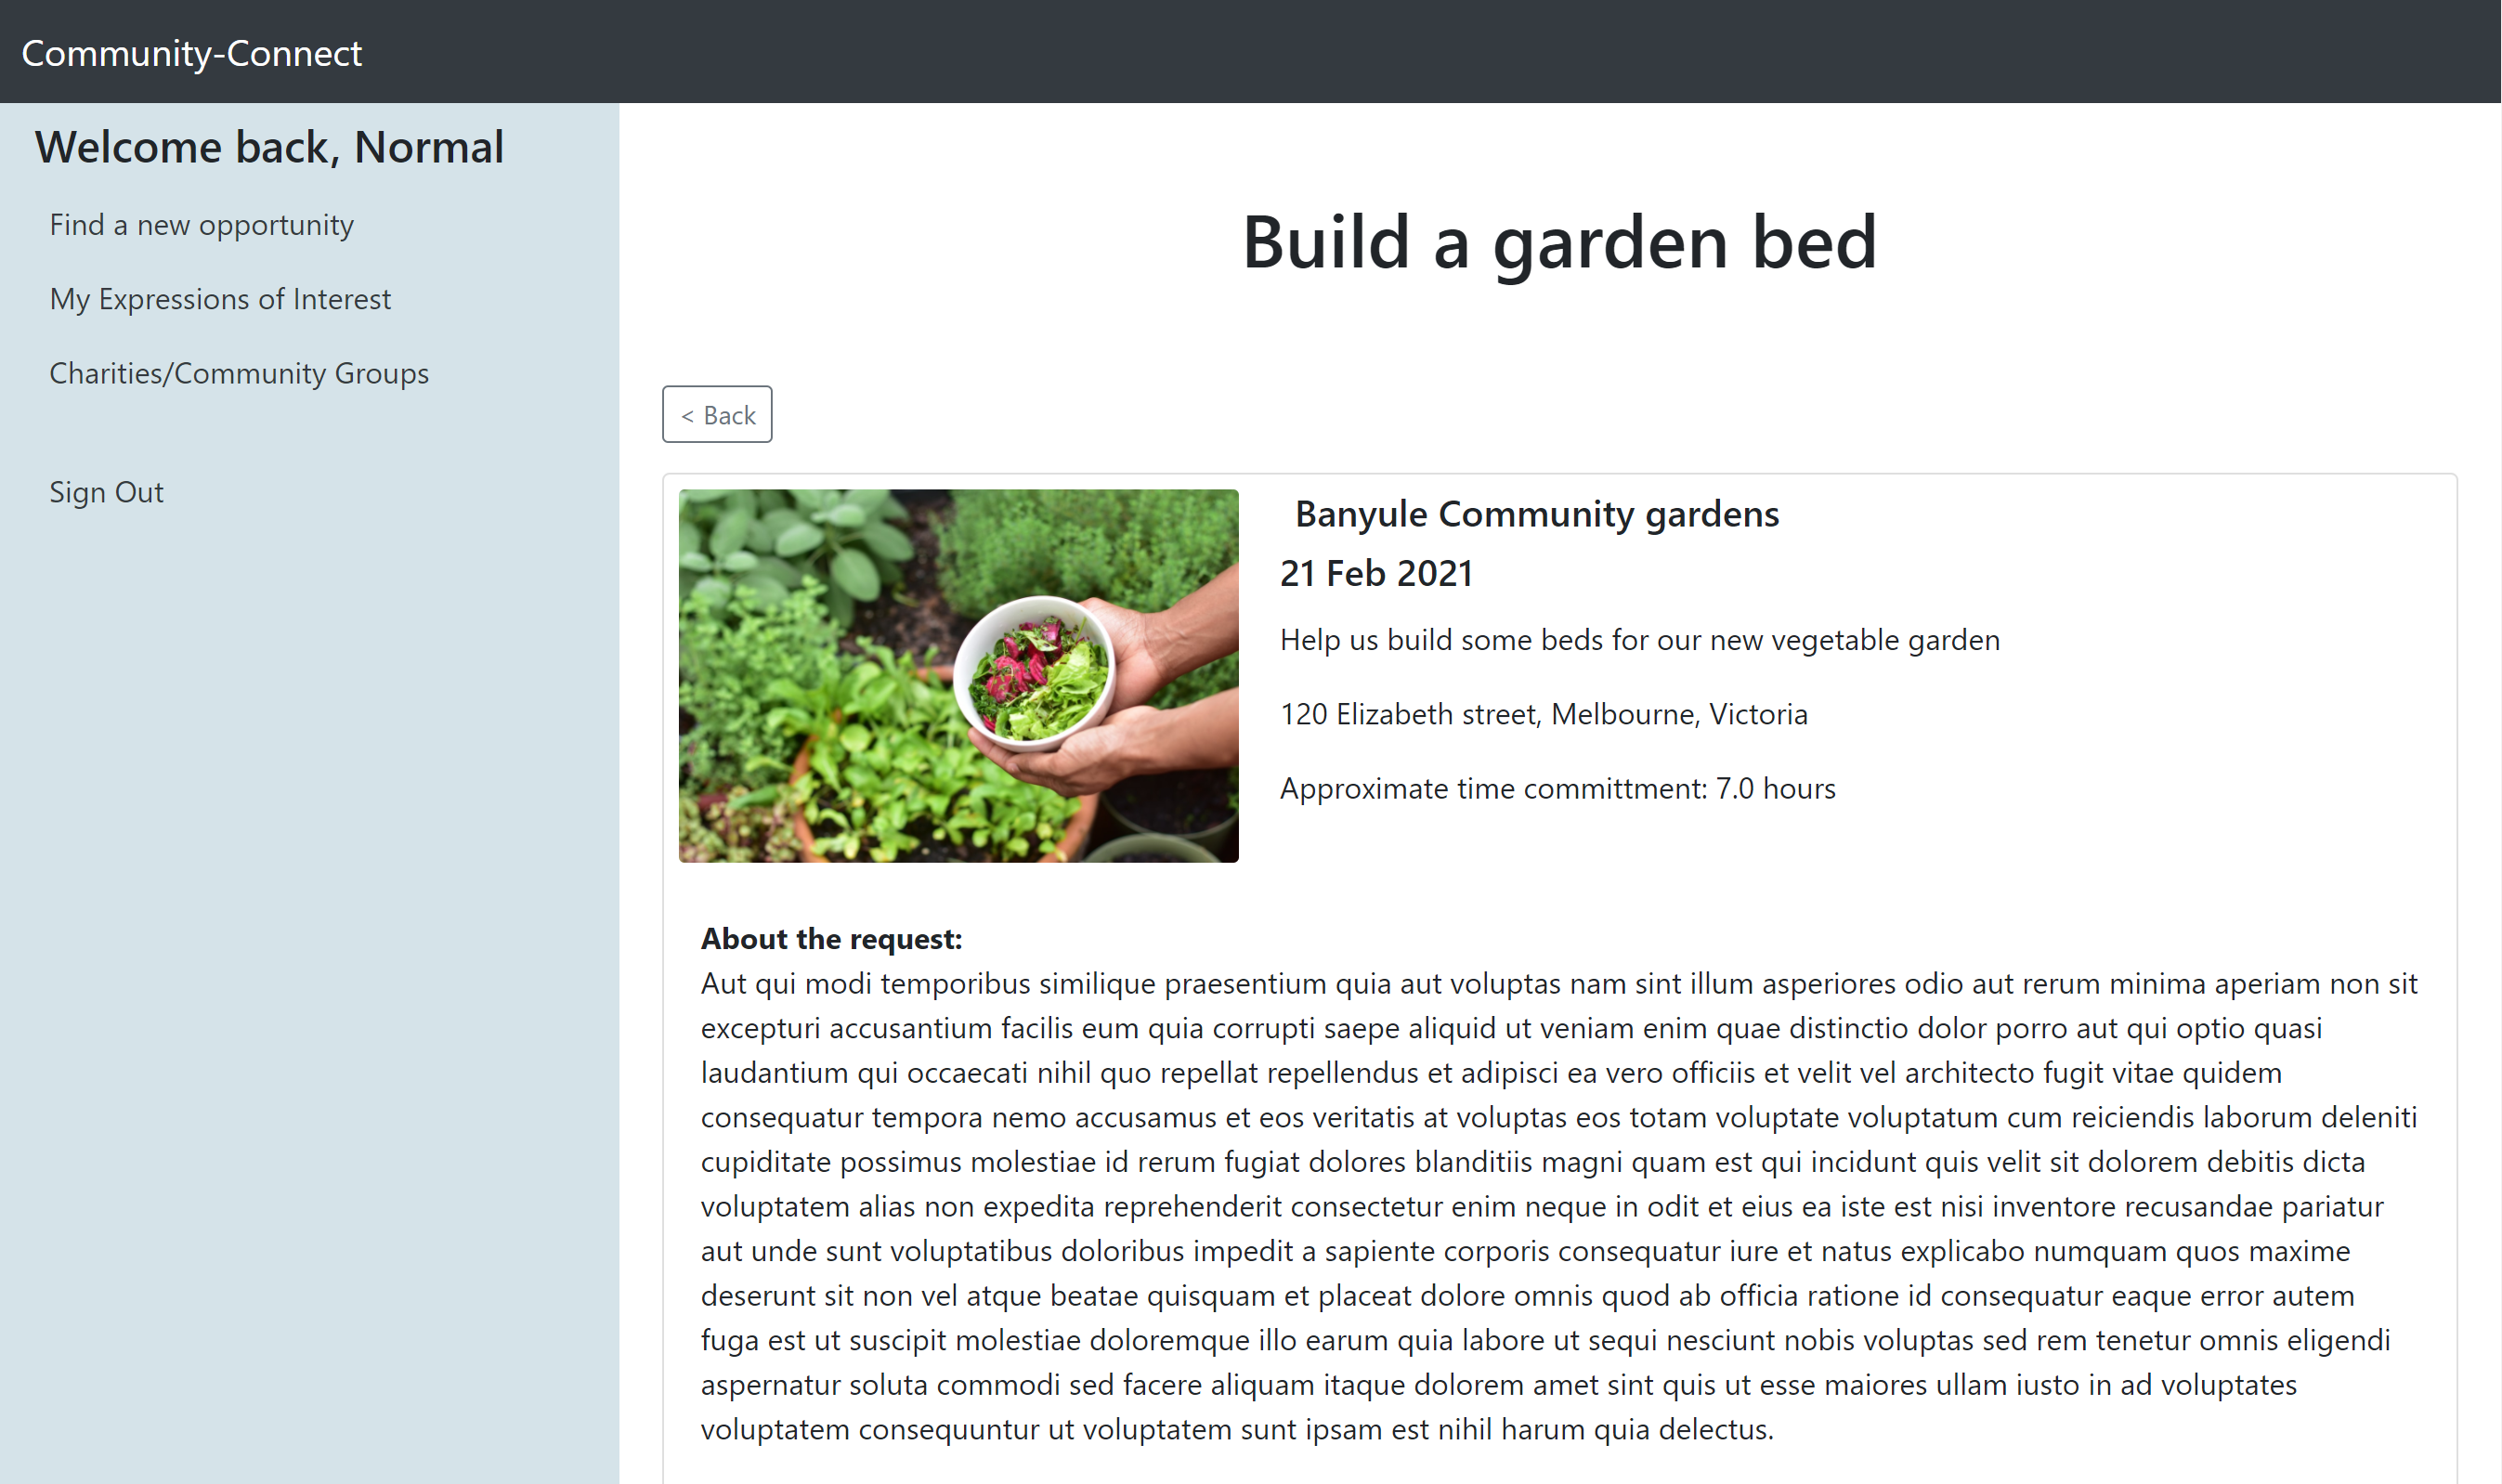 Community-Connect
Welcome back, Normal
Find a new opportunity
My Expressions of Interest
Charities/Community Groups
Sign Out
Build a garden bed
< Back
Banyule Community gardens
21 Feb 2021
Help us build some beds for our new vegetable garden
120 Elizabeth street, Melbourne, Victoria
Approximate time committment: 7.0 hours
About the request:
Aut qui modi temporibus similique praesentium quia aut voluptas nam sint illum asperiores odio aut rerum minima aperiam non sit
excepturi accusantium facilis eum quia corrupti saepe aliquid ut veniam enim quae distinctio dolor porro aut qui optio quasi
laudantium qui occaecati nihil quo repellat repellendus et adipisci ea vero officiis et velit vel architecto fugit vitae quidem
consequatur tempora nemo accusamus et eos veritatis at voluptas eos totam voluptate voluptatum cum reiciendis laborum deleniti
cupiditate possimus molestiae id rerum fugiat dolores blanditiis magni quam est qui incidunt quis velit sit dolorem debitis dicta
voluptatem alias non expedita reprehenderit consectetur enim neque in odit et eius ea iste est nisi inventore recusandae pariatur
aut unde sunt voluptatibus doloribus impedit a sapiente corporis consequatur iure et natus explicabo numquam quos maxime
deserunt sit non vel atque beatae quisquam et placeat dolore omnis quod ab officia ratione id consequatur eaque error autem
fuga est ut suscipit molestiae doloremque illo earum quia labore ut sequi nesciunt nobis voluptas sed rem tenetur omnis eligendi
aspernatur soluta commodi sed facere aliquam itaque dolorem amet sint quis ut esse maiores ullam iusto in ad voluptates
voluptatem consequuntur ut voluptatem sunt ipsam est nihil harum quia delectus.